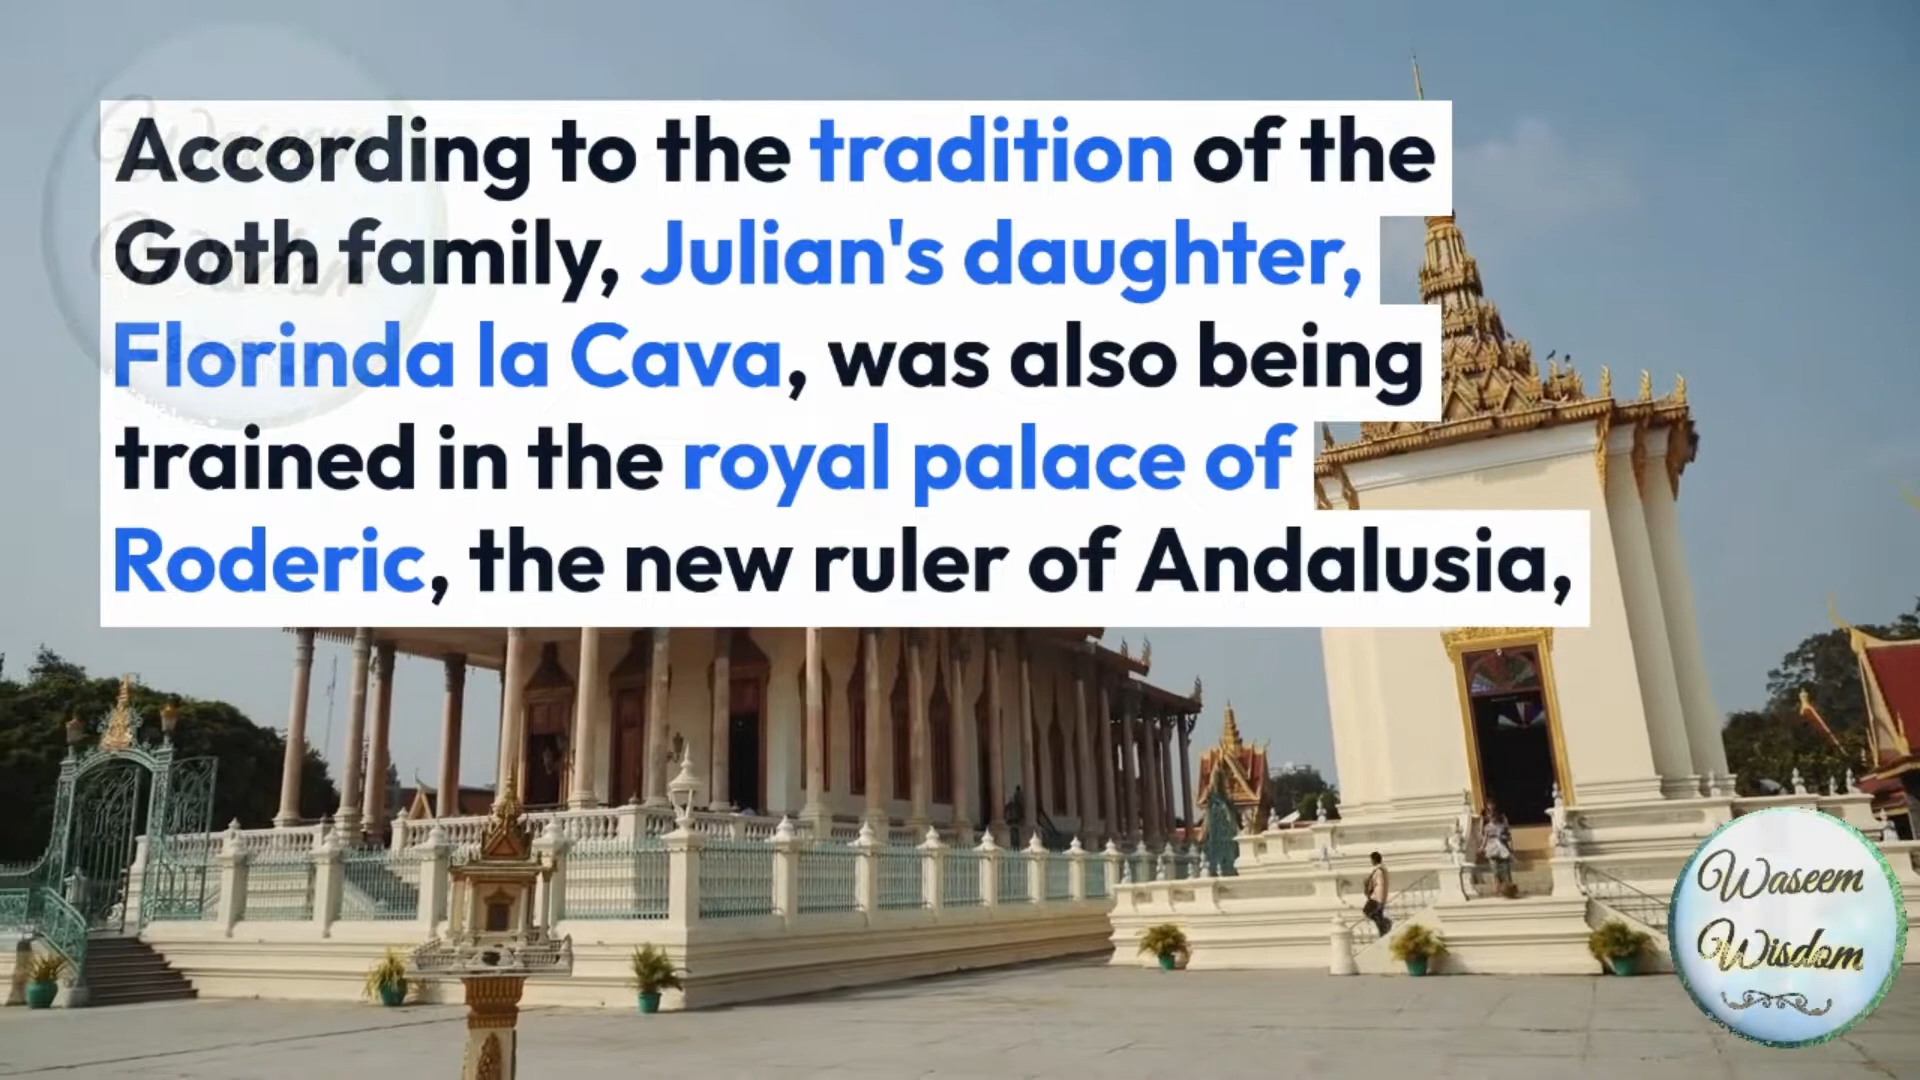 According to the tradition of the
Goth family, Julian's daughter,
Florinda la Cava, was also being
trained in the royal palace of
Roderic, the new ruler of Andalusia,
Waseem
Wisdom